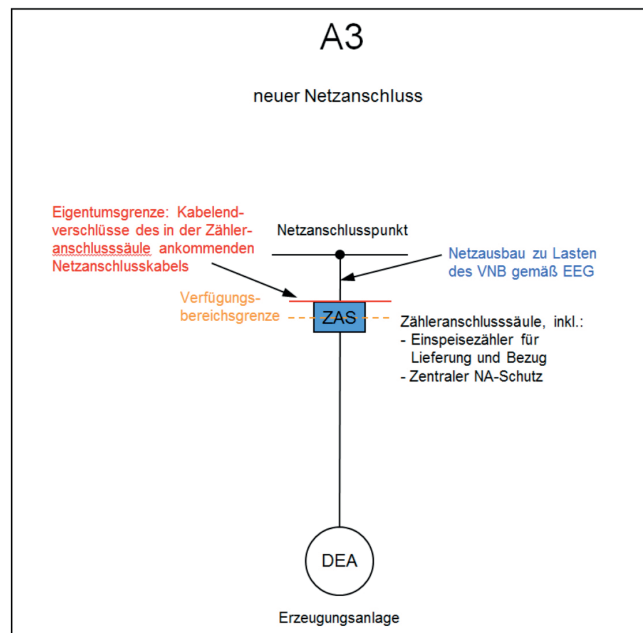 A3
neuer Netzanschluss
Eigentumsgrenze: Kabelend-
verschlüsse des in der Zähler-
anschlusssäule ankommenden
Netzanschlusskabels
Netzanschlusspunkt
Netzausbau zu Lasten
des VNB gemäß EEG
Verfügungs-
bereichsgrenze
ZAS
Zähleranschlusssäule, inkl.:
- Einspeisezähler für
Lieferung und Bezug
- Zentraler NA-Schutz
DEA
Erzeugungsanlage